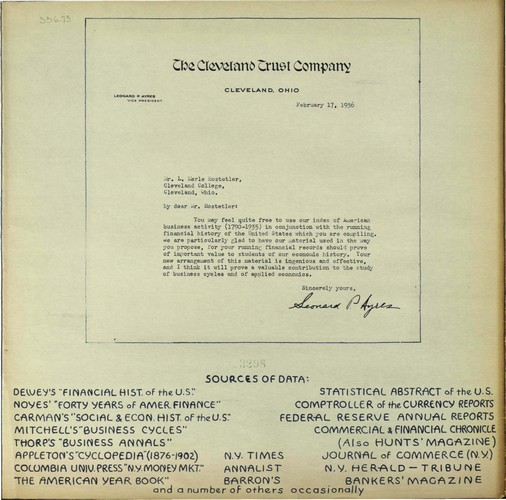 556.75
The Cleveland Trust Company
CLEVELAND, OHIO
LEONARD P. AYRES
VICE PRESIDENT
February 17, 1936
Mr. L. Merle Hostetler,
Cleveland College,
Cleveland, Ohio.
My dear Mr. Hostetler:
You may feel quite free to use our index of American
business activity (1790-1935) in conjunction with the running
financial history of the United States which you are compiling.
We are particularly glad to have our material used in the way
you propose, for your running financial records should prove
of important value to students of our economic history. Your
new arrangement of this material is ingenious and effective,
and I think it will prove a valuable contribution to the study
of business cycles and of applied economics.
Sincerely yours,
Leonard P Ayres
3398
SOURCES OF DATA:
DEWEY'S "FINANCIAL HIST. of the U.S."
NOYES' "FORTY YEARS of AMER FINANCE"
CARMAN'S "SOCIAL & ECON. HIST. of the U.S."
MITCHELL'S "BUSINESS CYCLES"
THORP'S "BUSINESS ANNALS"
APPLETON'S "CYCLOPEDIA" (1876-1902)
COLUMBIA UNIV. PRESS "N.Y. MONEY MKT."
THE AMERICAN YEAR BOOK"
N.Y. TIMES
ANNALIST
BARRON'S
STATISTICAL ABSTRACT of the U.S.
COMPTROLLER of the CURRENCY REPORTS
FEDERAL RESERVE ANNUAL REPORTS
COMMERCIAL & FINANCIAL CHRONICLE
(Also HUNTS' MAGAZINE)
JOURNAL of COMMERCE (N.Y.)
N.Y. HERALD-TRIBUNE
BANKERS' MAGAZINE
and a number of others occasionally